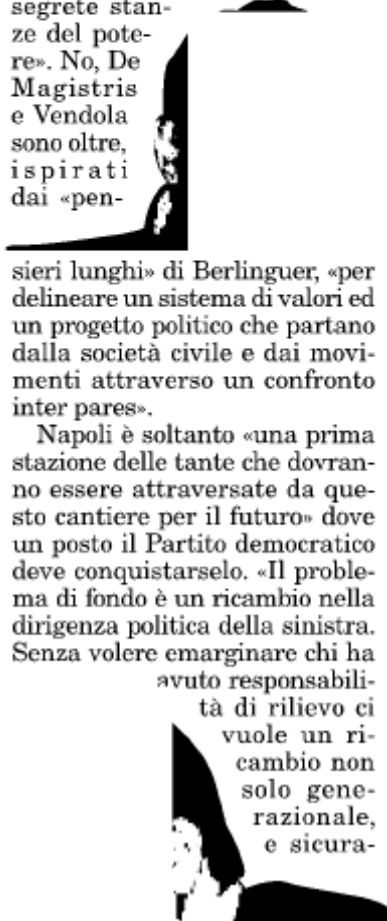 segrete stan-
ze del pote-
re». No, De
Magistris
e Vendola
sono oltre,
ispirati
dai «pen-
sieri lunghi» di Berlinguer, «per
delineare un sistema di valori ed
un progetto politico che partano
dalla società civile e dai movi-
menti attraverso un confronto
inter pares».
Napoli è soltanto «una prima
stazione delle tante che dovran-
no essere attraversate da que-
sto cantiere per il futuro» dove
un posto il Partito democratico
deve conquistarselo. «Il proble-
ma di fondo è un ricambio nella
dirigenza politica della sinistra.
Senza volere emarginare chi ha
avuto responsabili-
tà di rilievo ci
vuole un ri-
cambio non
solo gene-
razionale,
e sicura-